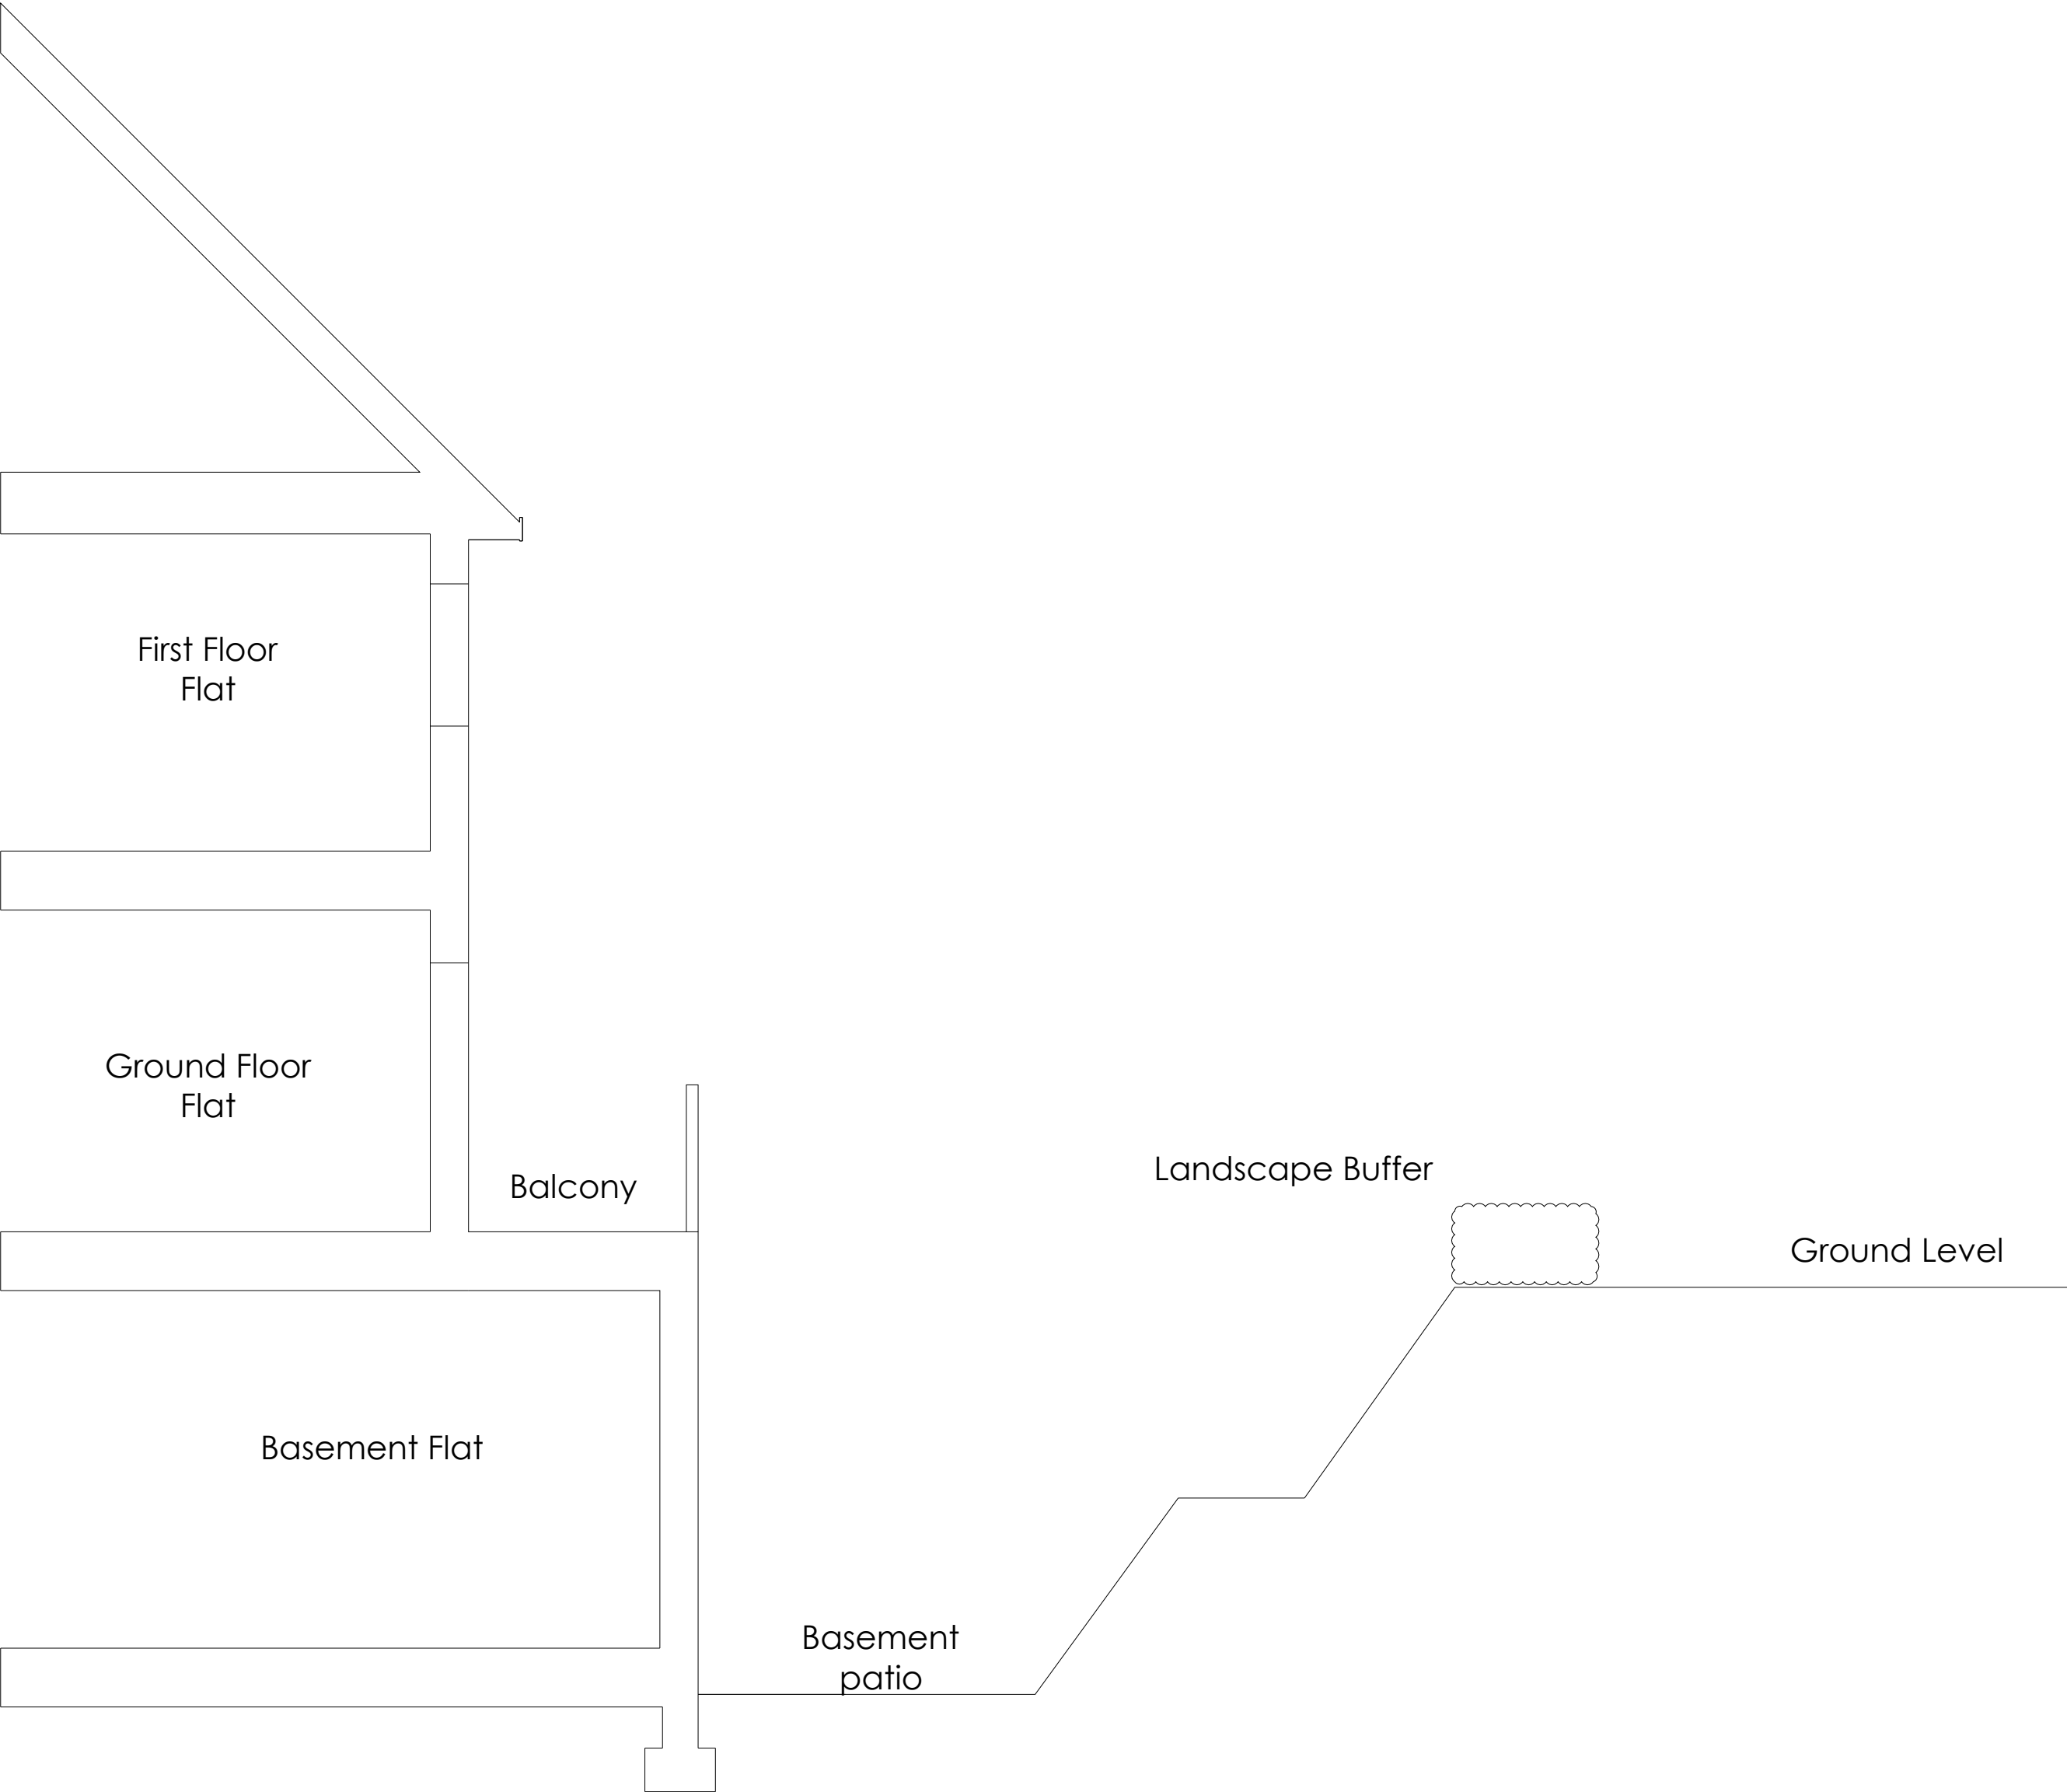 First Floor
Flat
Ground Floor
Flat
Balcony
Landscape Buffer
Ground Level
Basement Flat
Basement
patio